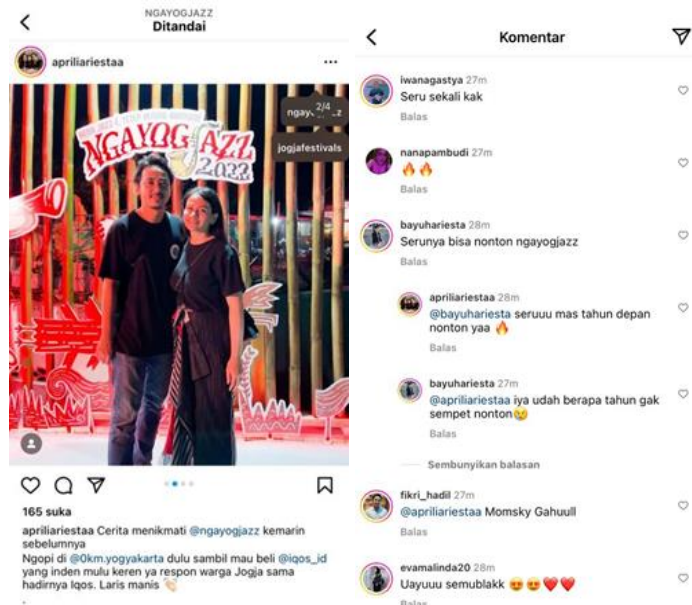 NGAYOGJAZZ
Ditandai
apriliariestaa
2/4
jogjafestivals
NGAYOGJAZZ
2022
165 suka
apriliariestaa Cerita menikmati @ngayogjazz kemarin
sebelumnya
Ngopi di @0km.yogyakarta dulu sambil mau beli @iqos_id
yang inden mulu keren ya respon warga Jogja sama
hadirnya Iqos. Laris manis 👏🏻
.
Komentar
iwanagastya 27m
Seru sekali kak
Balas
nanapambudi 27m
🔥🔥
Balas
bayuhariesta 28m
Serunya bisa nonton ngayogjazz
Balas
apriliariestaa 28m
@bayuhariesta seruuu mas tahun depan
nonton yaa 🔥
Balas
bayuhariesta 27m
@apriliariestaa iya udah berapa tahun gak
sempet nonton😢
Balas
Sembunyikan balasan
fikri_hadil 27m
@apriliariestaa Momsky Gahuull
Balas
evamalinda20 28m
Uayuuu semublakk 😍😍❤️❤️
Balas